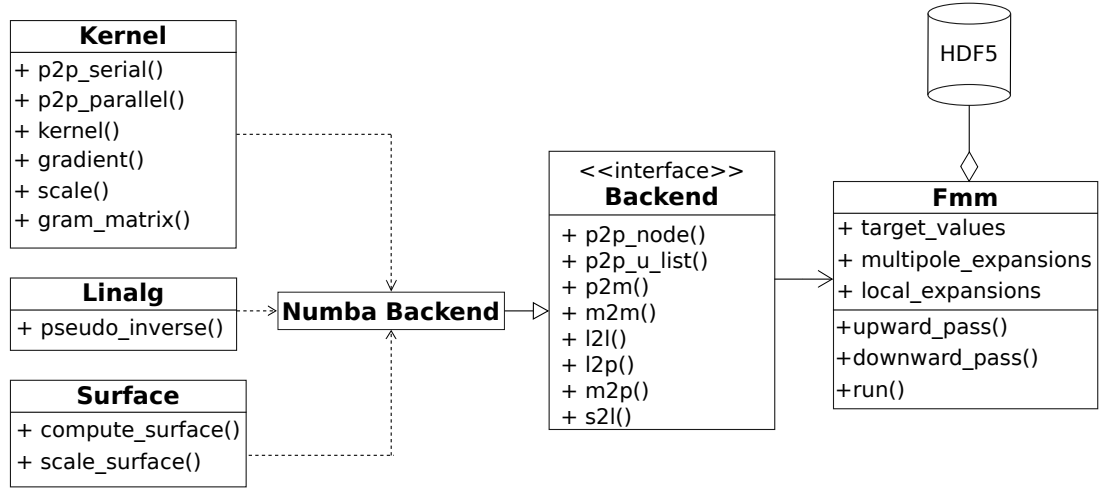 Kernel
+ p2p_serial()
+ p2p_parallel()
+ kernel()
+ gradient()
+ scale()
+ gram_matrix()
Linalg
+ pseudo_inverse()
Surface
+ compute_surface()
+ scale_surface()
Numba Backend
<<interface>>
Backend
+ p2p_node()
+ p2p_u_list()
+ p2m()
+ m2m()
+ l2l()
+ l2p()
+ m2p()
+ s2l()
HDF5
Fmm
+ target_values
+ multipole_expansions
+ local_expansions
+upward_pass()
+downward_pass()
+run()